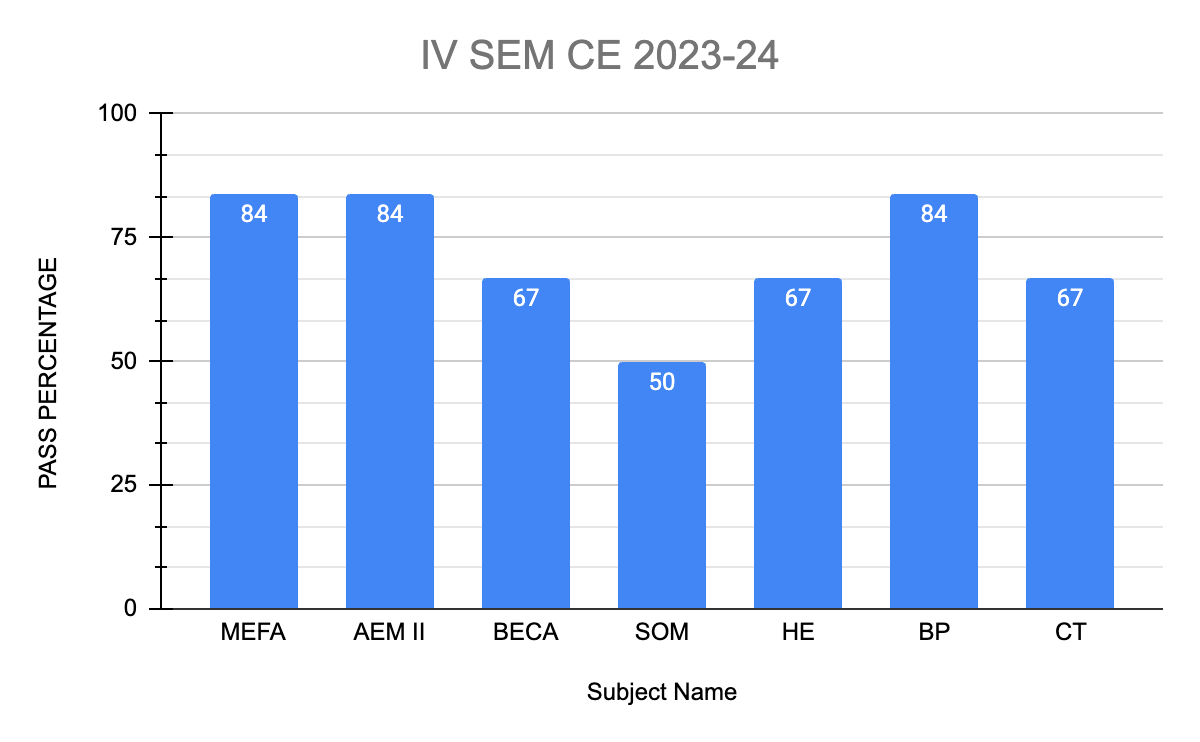 IV SEM CE 2023-24
PASS PERCENTAGE
100
75
50
25
0
84
84
67
50
67
84
67
MEFA
AEM II
BECA
SOM
HE
BP
CT
Subject Name